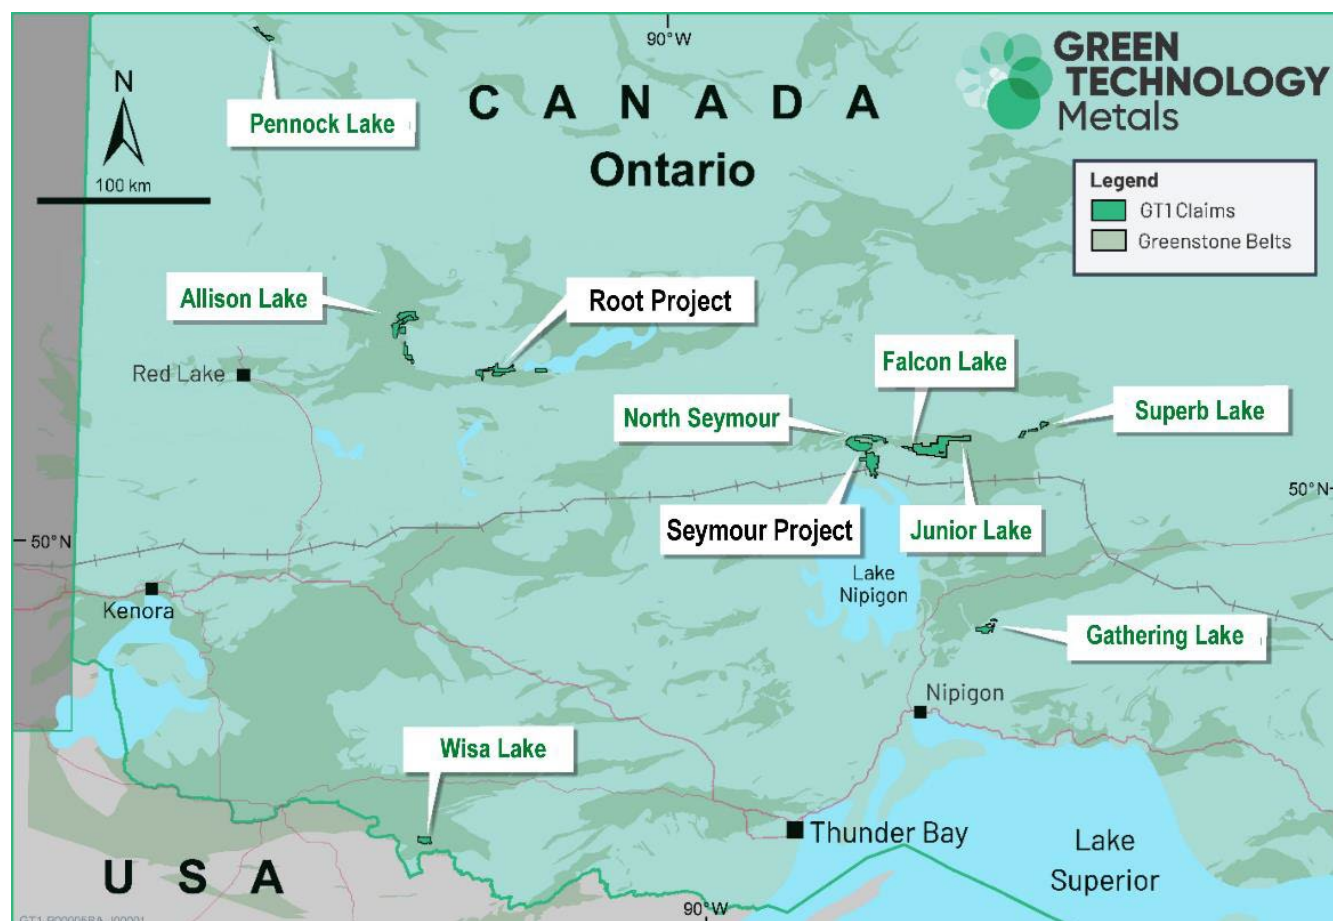 90°W
GREEN
TECHNOLOGY
Metals
N
100 km
Pennock Lake
CANADA
Ontario
Legend
GT1 Claims
Greenstone Belts
Allison Lake
Root Project
Red Lake
Falcon Lake
North Seymour
Superb Lake
Seymour Project
Junior Lake
50°N
50°N
Kenora
Lake
Nipigon
Gathering Lake
Nipigon
Wisa Lake
Thunder Bay
Lake
Superior
USA
90°W